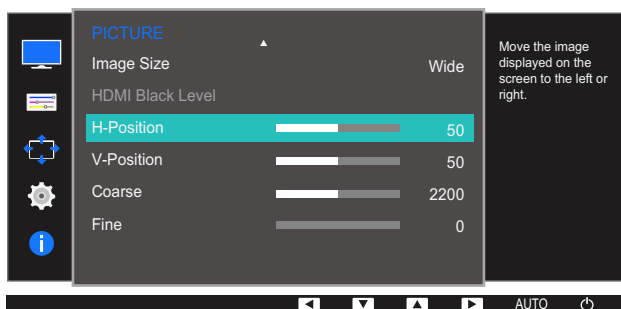 PICTURE
Image Size Wide
HDMI Black Level
H-Position 50
V-Position 50
Coarse 2200
Fine 0
Move the image
displayed on the
screen to the left or
right.
AUTO